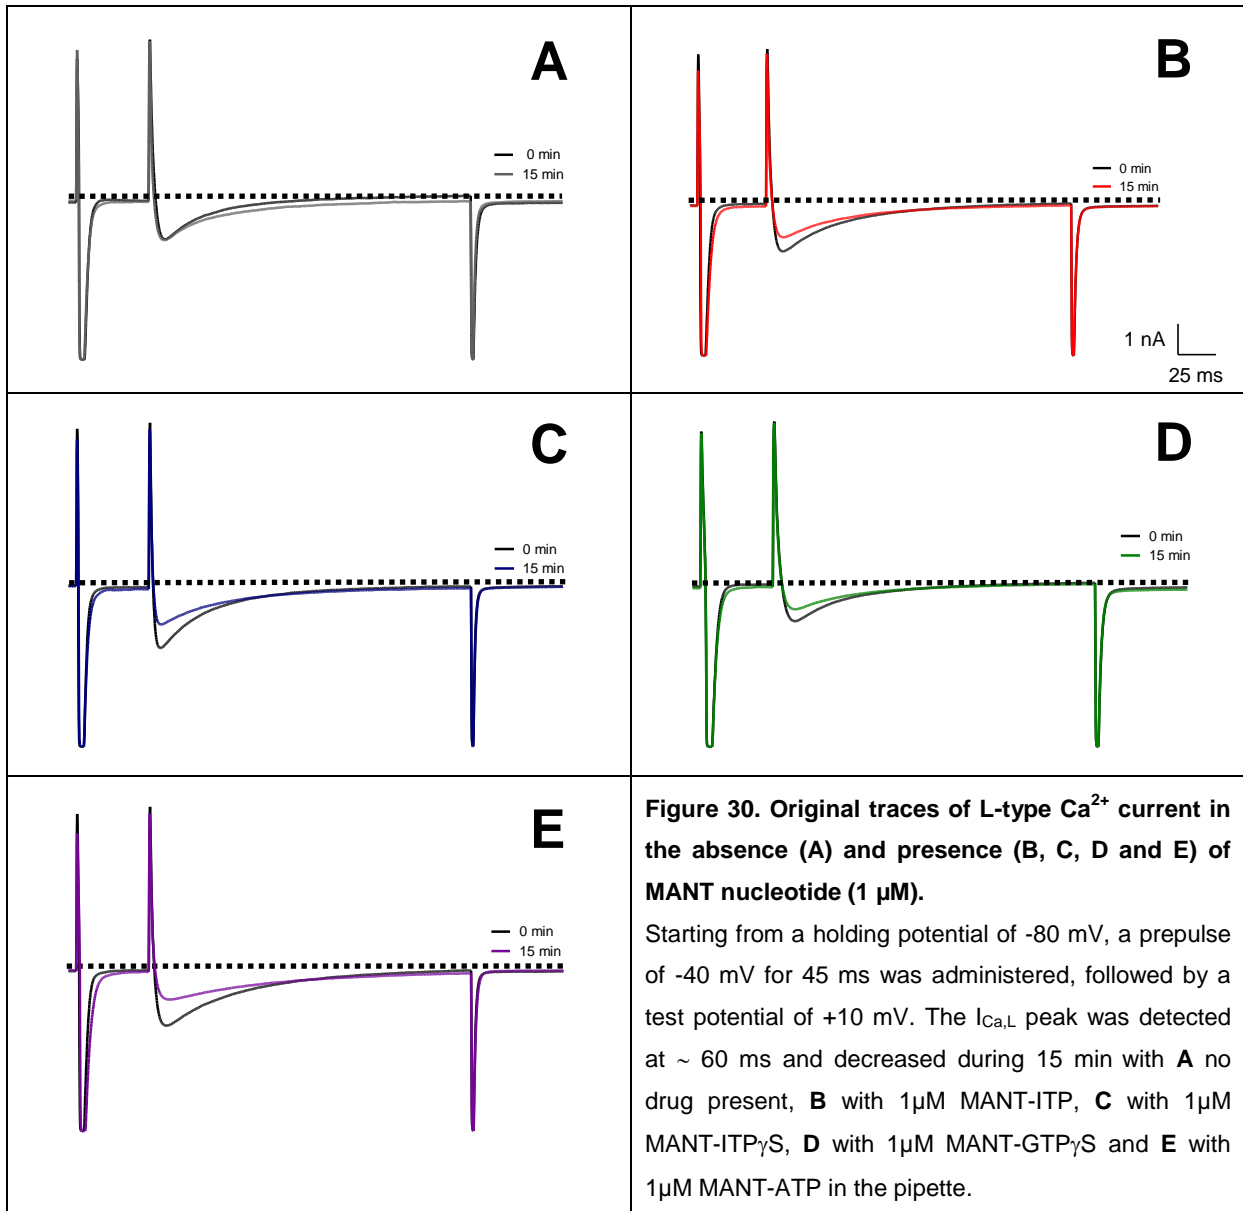 A
0 min
15 min
B
0 min
15 min
1 nA
25 ms
C
0 min
15 min
D
0 min
15 min
E
0 min
15 min
Figure 30. Original traces of L-type Ca2+ current in
the absence (A) and presence (B, C, D and E) of
MANT nucleotide (1 µM).
Starting from a holding potential of -80 mV, a prepulse
of -40 mV for 45 ms was administered, followed by a
test potential of +10 mV. The ICa,L peak was detected
at ~ 60 ms and decreased during 15 min with A no
drug present, B with 1µM MANT-ITP, C with 1µM
MANT-ITPγS, D with 1µM MANT-GTPγS and E with
1µM MANT-ATP in the pipette.